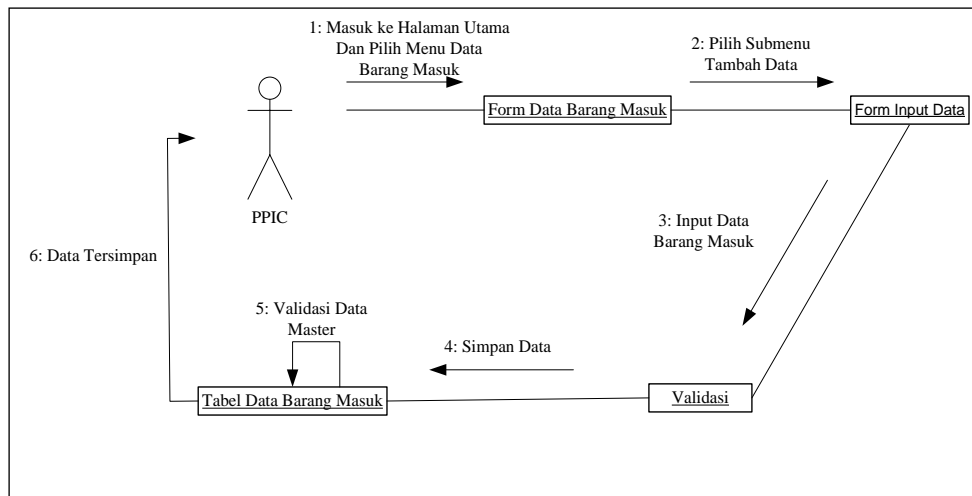 1: Masuk ke Halaman Utama
Dan Pilih Menu Data
Barang Masuk
2: Pilih Submenu
Tambah Data
Form Data Barang Masuk
Form Input Data
PPIC
3: Input Data
Barang Masuk
6: Data Tersimpan
5: Validasi Data
Master
4: Simpan Data
Tabel Data Barang Masuk
Validasi